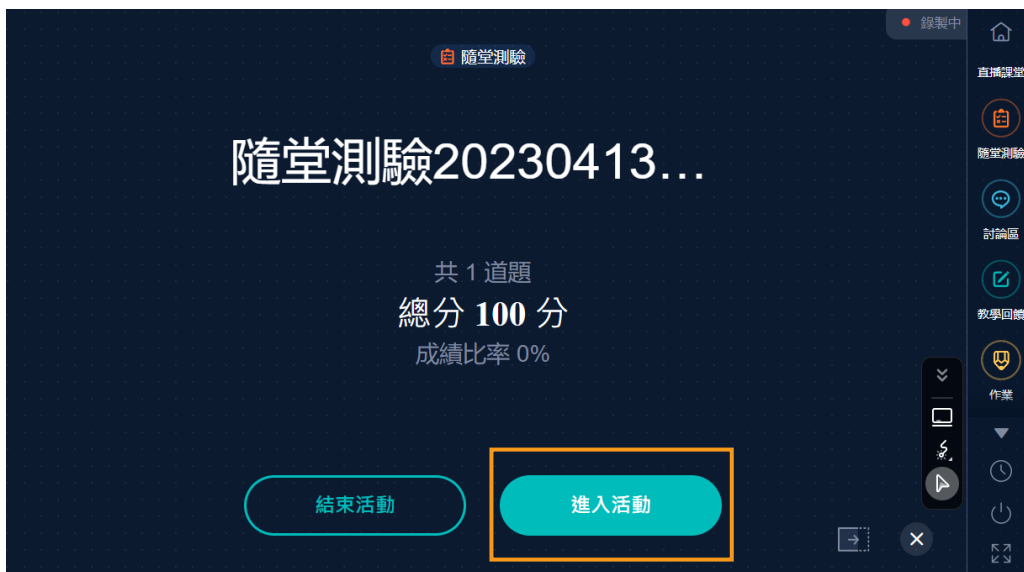 錄製中
隨堂測驗
隨堂測驗20230413...
共 1 道題
總分 100 分
成績比率 0%
結束活動
進入活動
直播課堂
隨堂測驗
討論區
教學回饋
作業